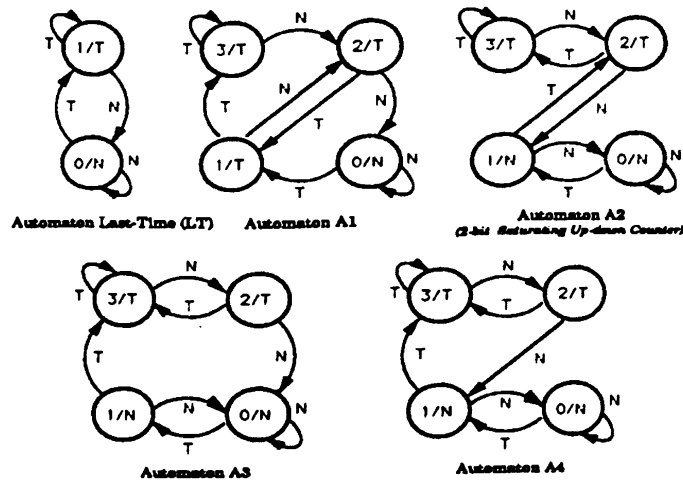 T
1/T
T
N
0/N
N
Automaton Last-Time (LT)
T
3/T
N
2/T
T
N
T
N
1/T
0/N
N
T
Automaton A1
T
3/T
N
T
2/T
T
N
1/N
N
0/N
N
T
Automaton A2
(2-bit Saturating Up-down Counter)
T
3/T
N
T
2/T
T
N
1/N
N
0/N
N
T
Automaton A3
T
3/T
N
T
2/T
T
N
1/N
N
0/N
N
T
Automaton A4